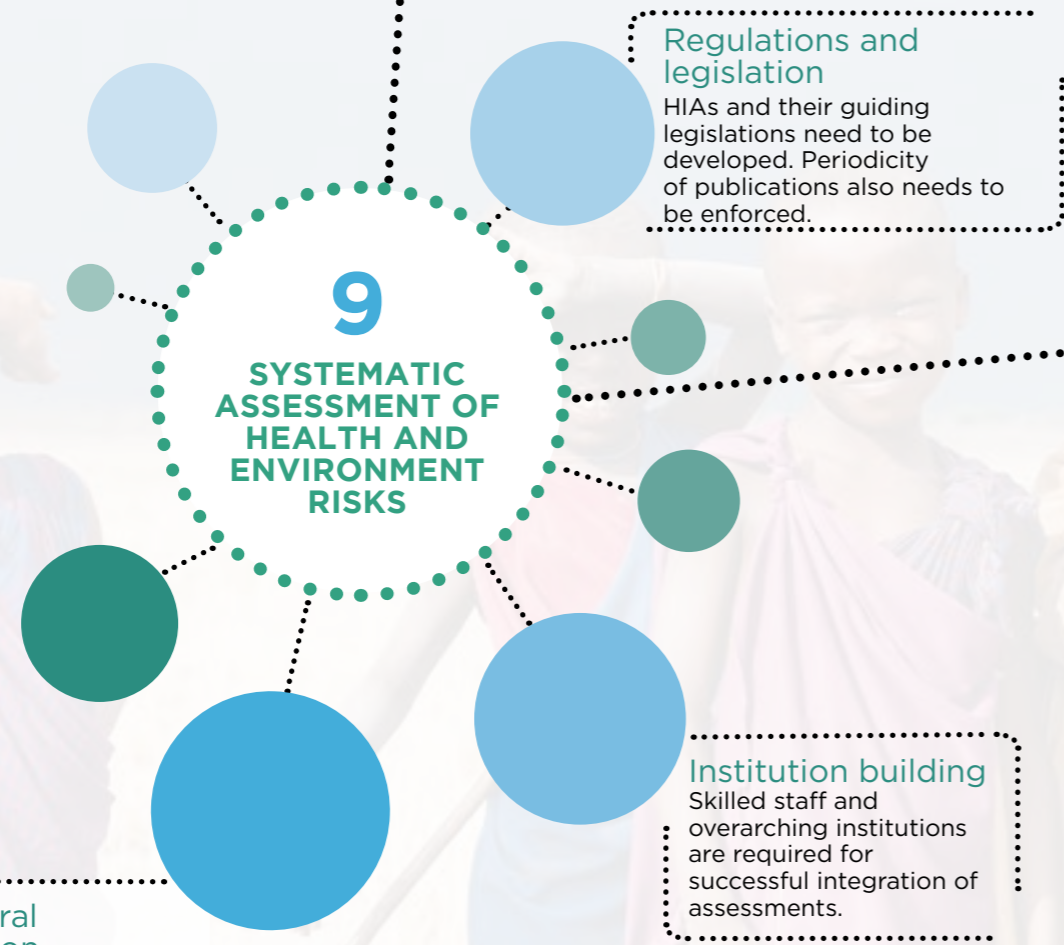 Regulations and
legislation
HIAs and their guiding
legislations need to be
developed. Periodicity
of publications also needs to
be enforced.
9
SYSTEMATIC
ASSESSMENT OF
HEALTH AND
ENVIRONMENT
RISKS
Institution building
Skilled staff and
overarching institutions
are required for
successful integration of
assessments.
ral